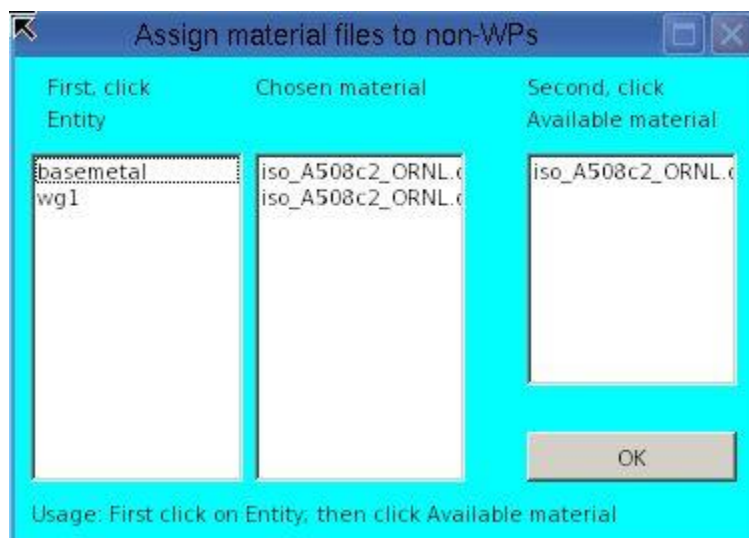 Assign material files to non-WPs
First, click
Entity
Chosen material
Second, click
Available material
basemetal
wg1
iso_A508c2_ORNL.
iso_A508c2_ORNL.
iso_A508c2_ORNL.
OK
Usage: First click on Entity, then click Available material